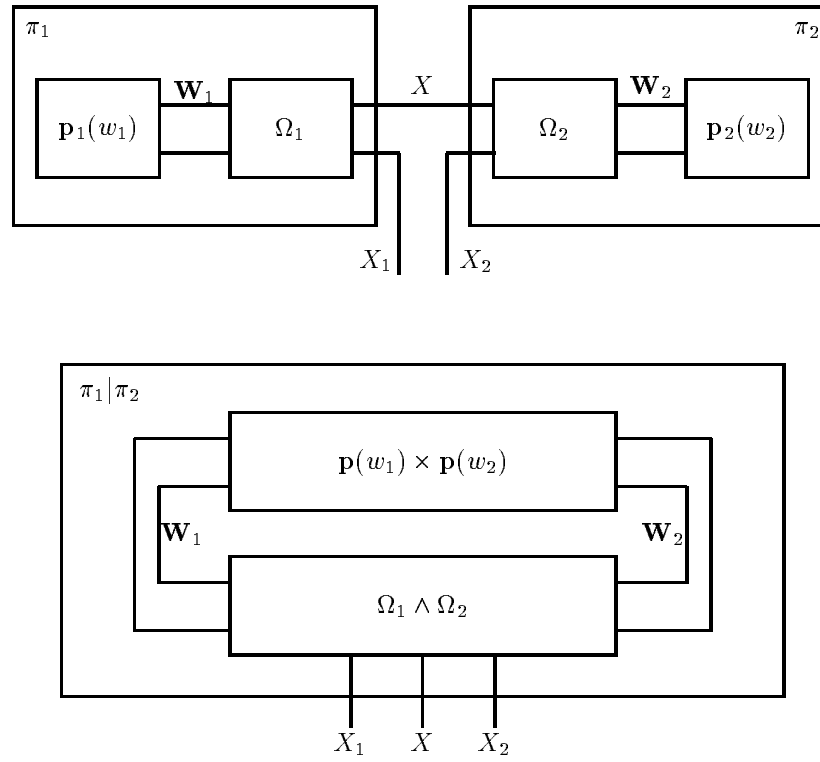 π₁ π₂
𝐖₁ X 𝐖₂
𝐩₁(w₁) Ω₁ Ω₂ 𝐩₂(w₂)
X₁ X₂
π₁|π₂
𝐩(w₁) × 𝐩(w₂)
𝐖₁ 𝐖₂
Ω₁ ∧ Ω₂
X₁ X X₂